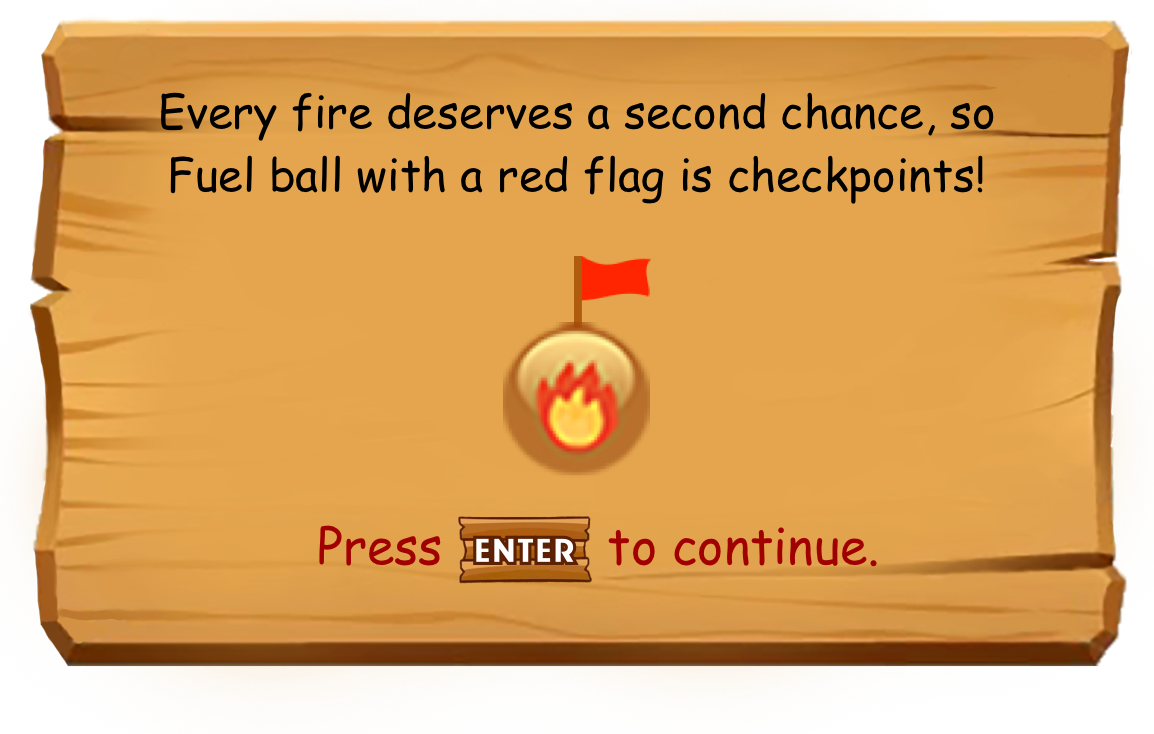 Every fire deserves a second chance, so
Fuel ball with a red flag is checkpoints!
Press ENTER to continue.